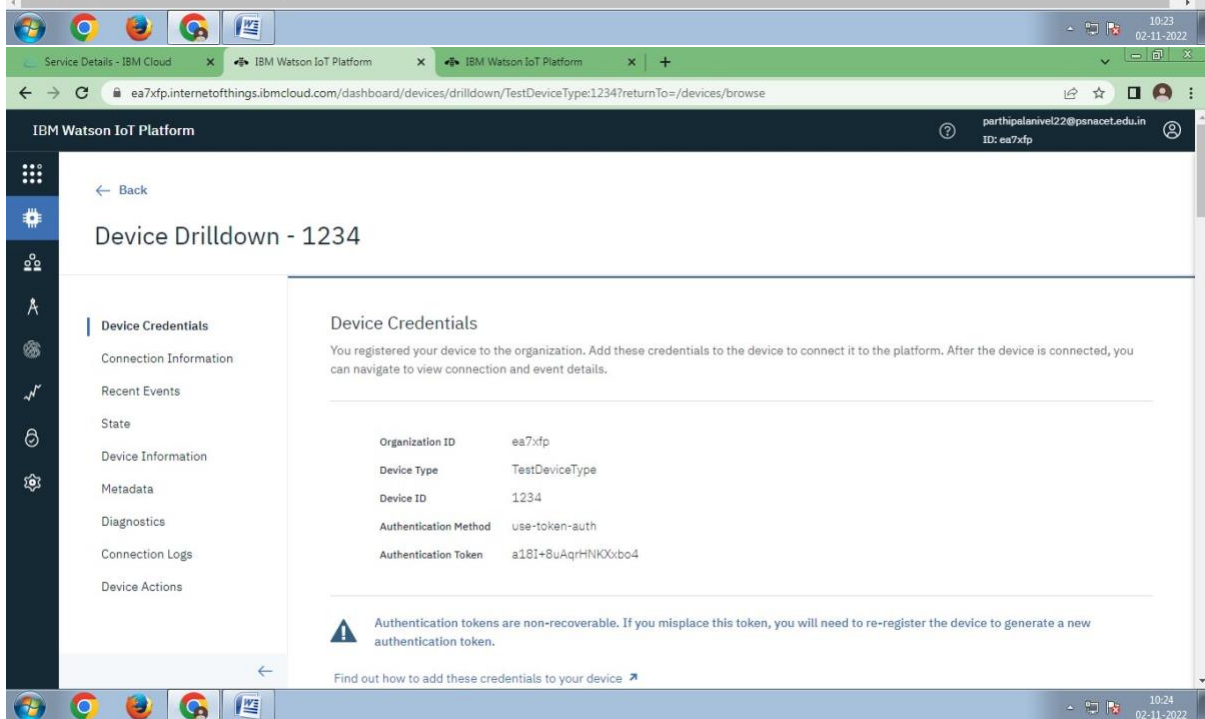 10:23
02-11-2022
Service Details - IBM Cloud
IBM Watson IoT Platform
IBM Watson IoT Platform
ea7xfp.internetofthings.ibmcloud.com/dashboard/devices/drilldown/TestDeviceType:1234?returnTo=/devices/browse
IBM Watson IoT Platform
parthipalanivel22@psnacet.edu.in
ID: ea7xfp
Back
Device Drilldown - 1234
Device Credentials
Connection Information
Recent Events
State
Device Information
Metadata
Diagnostics
Connection Logs
Device Actions
Device Credentials
You registered your device to the organization. Add these credentials to the device to connect it to the platform. After the device is connected, you
can navigate to view connection and event details.
Organization ID ea7xfp
Device Type TestDeviceType
Device ID 1234
Authentication Method use-token-auth
Authentication Token a18I+8uAqrHNKXxbo4
Authentication tokens are non-recoverable. If you misplace this token, you will need to re-register the device to generate a new
authentication token.
Find out how to add these credentials to your device
10:24
02-11-2022